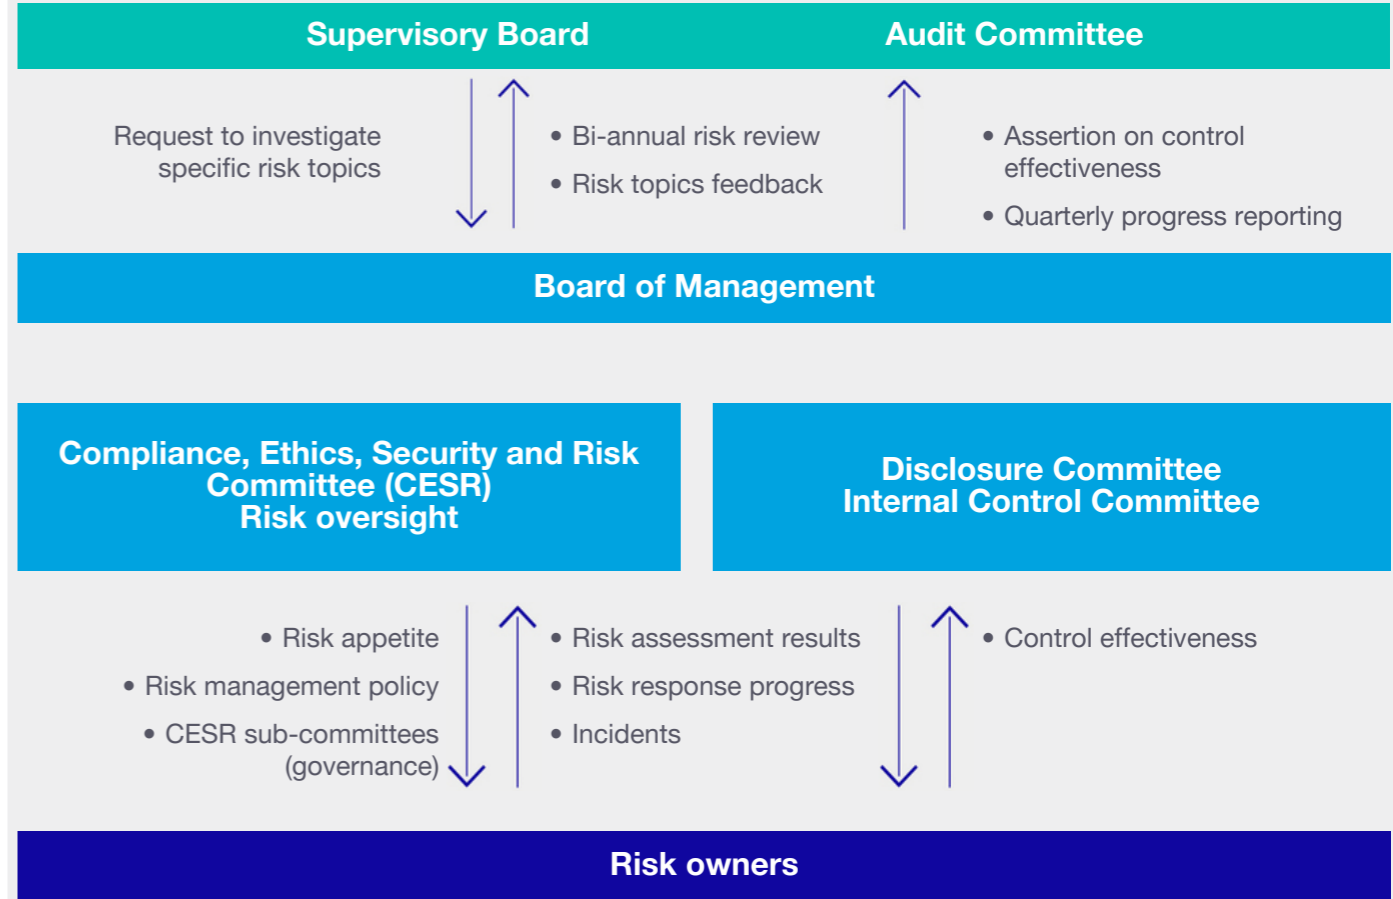 Supervisory Board
Audit Committee
Request to investigate
specific risk topics
• Bi-annual risk review
• Risk topics feedback
• Assertion on control
effectiveness
• Quarterly progress reporting
Board of Management
Compliance, Ethics, Security and Risk
Committee (CESR)
Risk oversight
Disclosure Committee
Internal Control Committee
• Risk appetite
• Risk management policy
• CESR sub-committees
(governance)
• Risk assessment results
• Risk response progress
• Incidents
• Control effectiveness
Risk owners